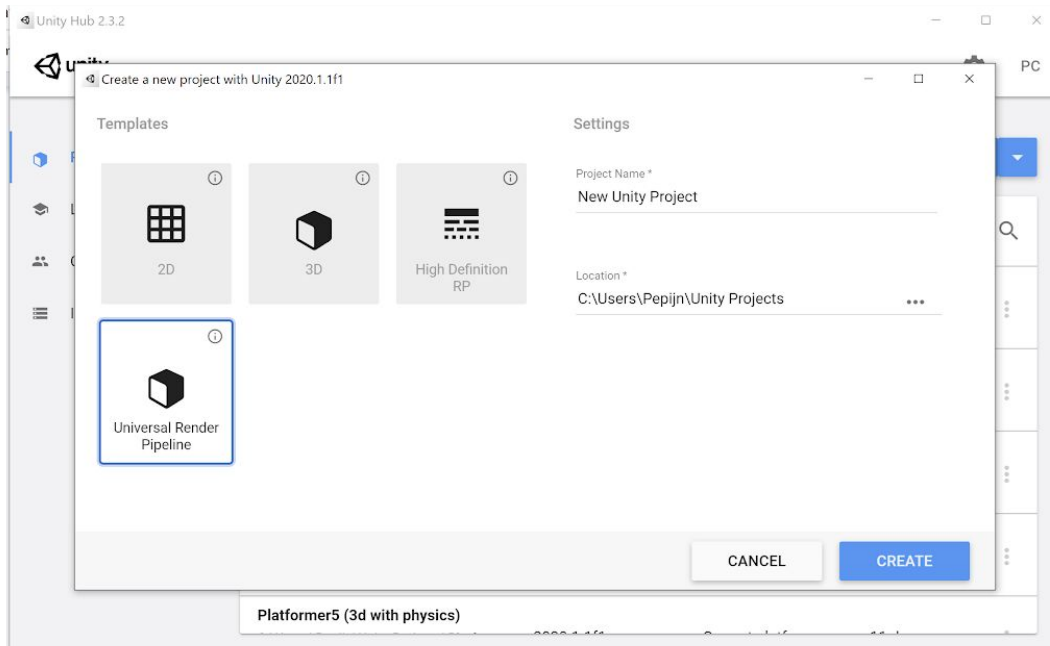 Unity Hub 2.3.2
PC
Create a new project with Unity 2020.1.1f1
Templates
Settings
2D
3D
High Definition
RP
Universal Render
Pipeline
Project Name *
New Unity Project
Location *
C:\Users\Pepijn\Unity Projects
CANCEL
CREATE
Platformer5 (3d with physics)